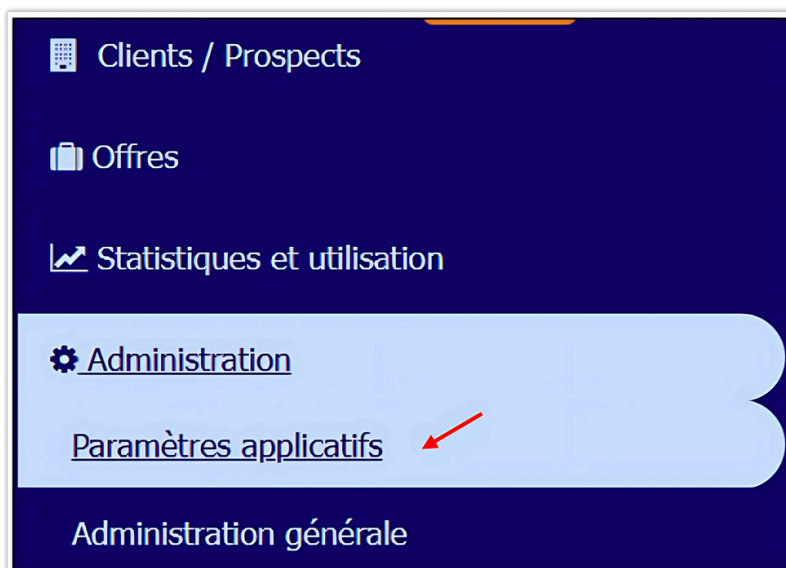 Clients / Prospects
Offres
Statistiques et utilisation
Administration
Paramètres applicatifs
Administration générale